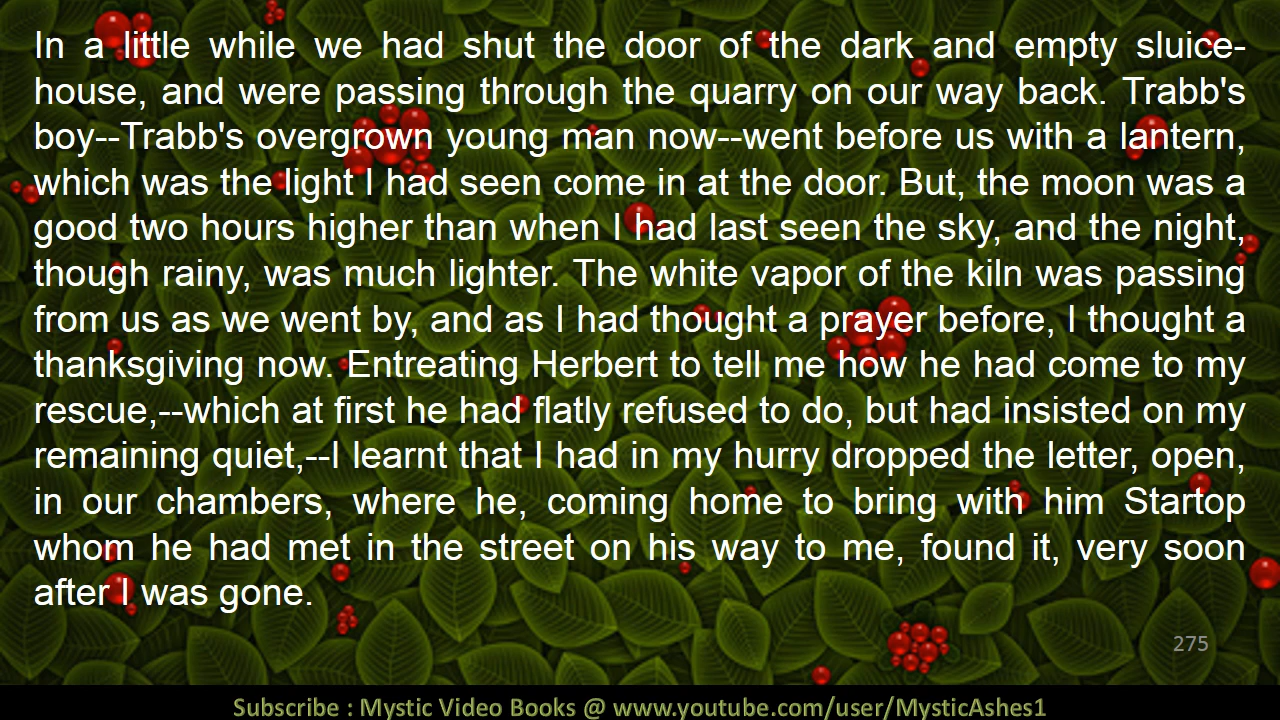 In a little while we had shut the door of the dark and empty sluice-
house, and were passing through the quarry on our way back. Trabb's
boy--Trabb's overgrown young man now--went before us with a lantern,
which was the light I had seen come in at the door. But, the moon was a
good two hours higher than when I had last seen the sky, and the night,
though rainy, was much lighter. The white vapor of the kiln was passing
from us as we went by, and as I had thought a prayer before, I thought a
thanksgiving now. Entreating Herbert to tell me how he had come to my
rescue,--which at first he had flatly refused to do, but had insisted on my
remaining quiet,--I learnt that I had in my hurry dropped the letter, open,
in our chambers, where he, coming home to bring with him Startop
whom he had met in the street on his way to me, found it, very soon
after I was gone.
275
Subscribe : Mystic Video Books @ www.youtube.com/user/MysticAshes1